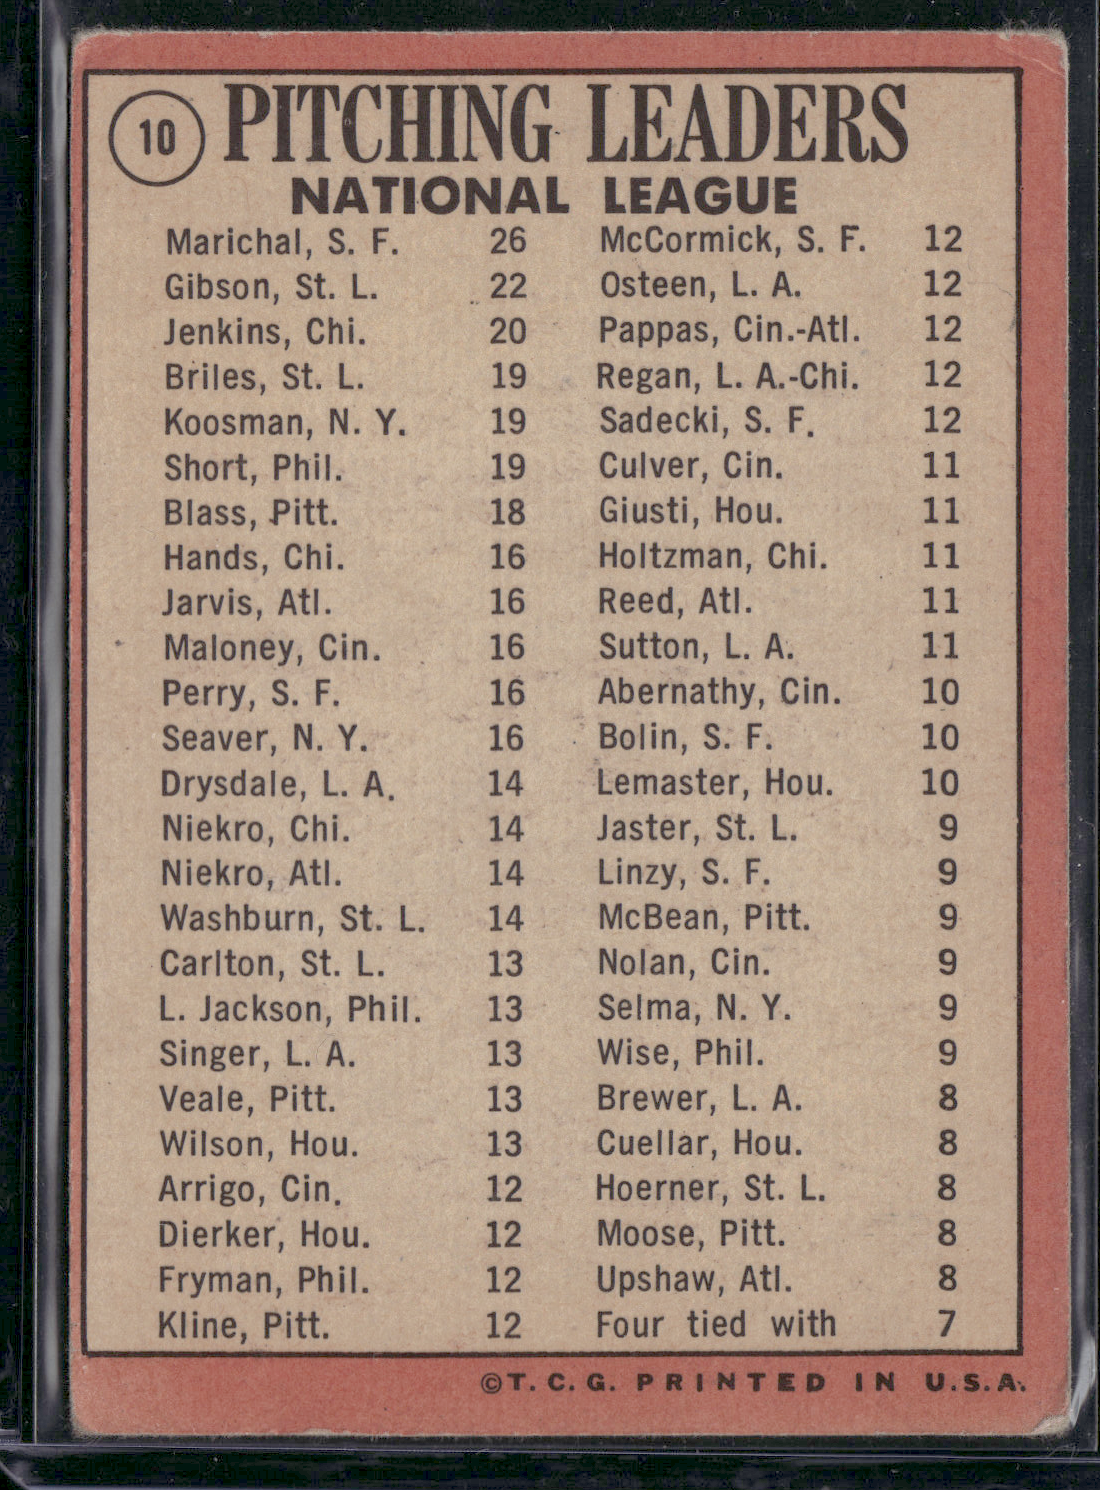 10
PITCHING LEADERS
NATIONAL LEAGUE
Marichal, S. F. 26
Gibson, St. L. 22
Jenkins, Chi. 20
Briles, St. L. 19
Koosman, N. Y. 19
Short, Phil. 19
Blass, Pitt. 18
Hands, Chi. 16
Jarvis, Atl. 16
Maloney, Cin. 16
Perry, S. F. 16
Seaver, N. Y. 16
Drysdale, L. A. 14
Niekro, Chi. 14
Niekro, Atl. 14
Washburn, St. L. 14
Carlton, St. L. 13
L. Jackson, Phil. 13
Singer, L. A. 13
Veale, Pitt. 13
Wilson, Hou. 13
Arrigo, Cin. 12
Dierker, Hou. 12
Fryman, Phil. 12
Kline, Pitt. 12
McCormick, S. F. 12
Osteen, L. A. 12
Pappas, Cin.-Atl. 12
Regan, L. A.-Chi. 12
Sadecki, S. F. 12
Culver, Cin. 11
Giusti, Hou. 11
Holtzman, Chi. 11
Reed, Atl. 11
Sutton, L. A. 11
Abernathy, Cin. 10
Bolin, S. F. 10
Lemaster, Hou. 10
Jaster, St. L. 9
Linzy, S. F. 9
McBean, Pitt. 9
Nolan, Cin. 9
Selma, N. Y. 9
Wise, Phil. 9
Brewer, L. A. 8
Cuellar, Hou. 8
Hoerner, St. L. 8
Moose, Pitt. 8
Upshaw, Atl. 8
Four tied with 7
©T. C. G. PRINTED IN U.S.A.